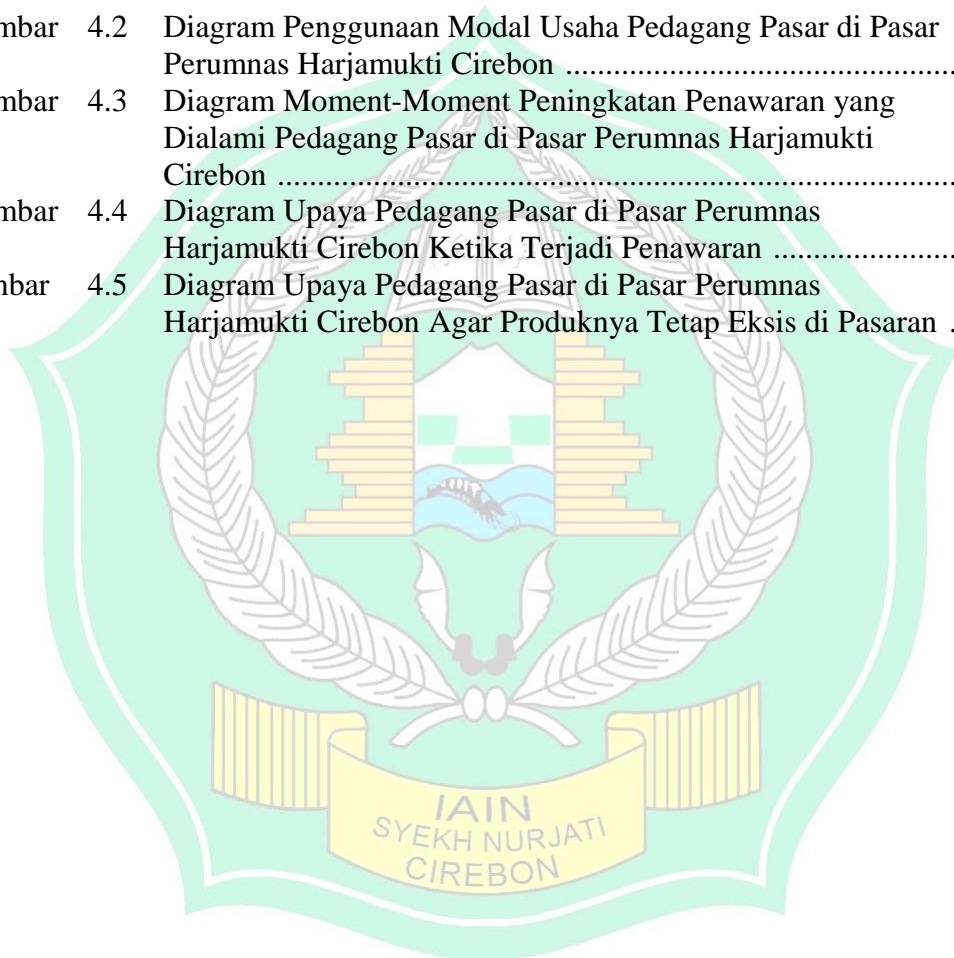 mbar 4.2 Diagram Penggunaan Modal Usaha Pedagang Pasar di Pasar
Perumnas Harjamukti Cirebon ..........................................
mbar 4.3 Diagram Moment-Moment Peningkatan Penawaran yang
Dialami Pedagang Pasar di Pasar Perumnas Harjamukti
Cirebon ........................................................................
mbar 4.4 Diagram Upaya Pedagang Pasar di Pasar Perumnas
Harjamukti Cirebon Ketika Terjadi Penawaran ...................
mbar 4.5 Diagram Upaya Pedagang Pasar di Pasar Perumnas
Harjamukti Cirebon Agar Produknya Tetap Eksis di Pasaran .
IAIN
SYEKH NURJATI
CIREBON